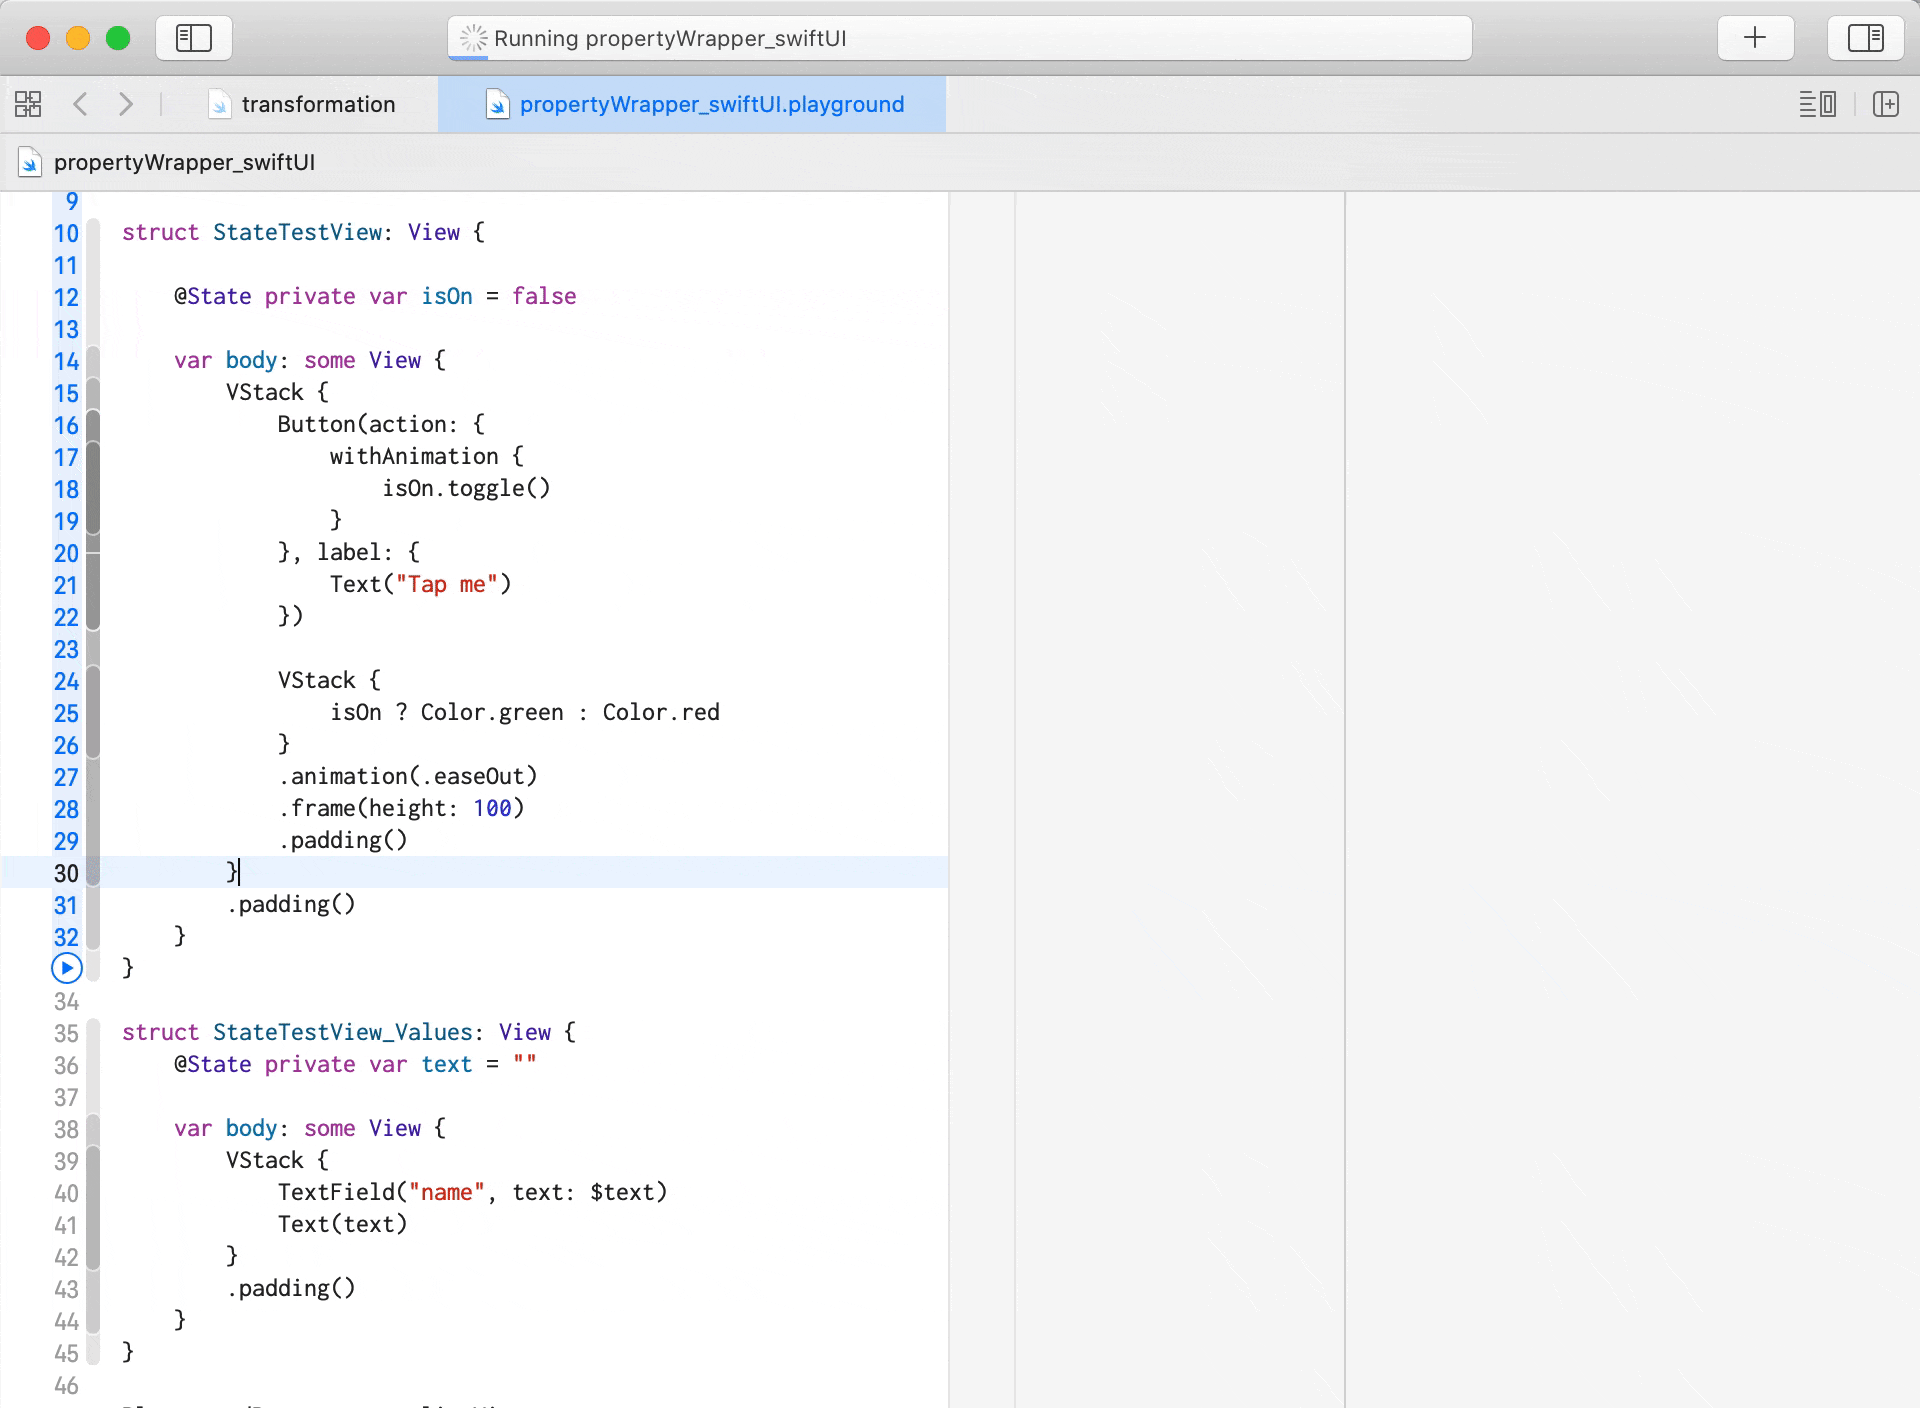 Running propertyWrapper_swiftUI
transformation
propertyWrapper_swiftUI.playground
propertyWrapper_swiftUI
9
10 struct StateTestView: View {
11
12     @State private var isOn = false
13
14     var body: some View {
15         VStack {
16             Button(action: {
17                 withAnimation {
18                     isOn.toggle()
19                 }
20             }, label: {
21                 Text("Tap me")
22             })
23
24             VStack {
25                 isOn ? Color.green : Color.red
26             }
27             .animation(.easeOut)
28             .frame(height: 100)
29             .padding()
30         }
31         .padding()
32     }
}
34
35 struct StateTestView_Values: View {
36     @State private var text = ""
37
38     var body: some View {
39         VStack {
40             TextField("name", text: $text)
41             Text(text)
42         }
43         .padding()
44     }
45 }
46